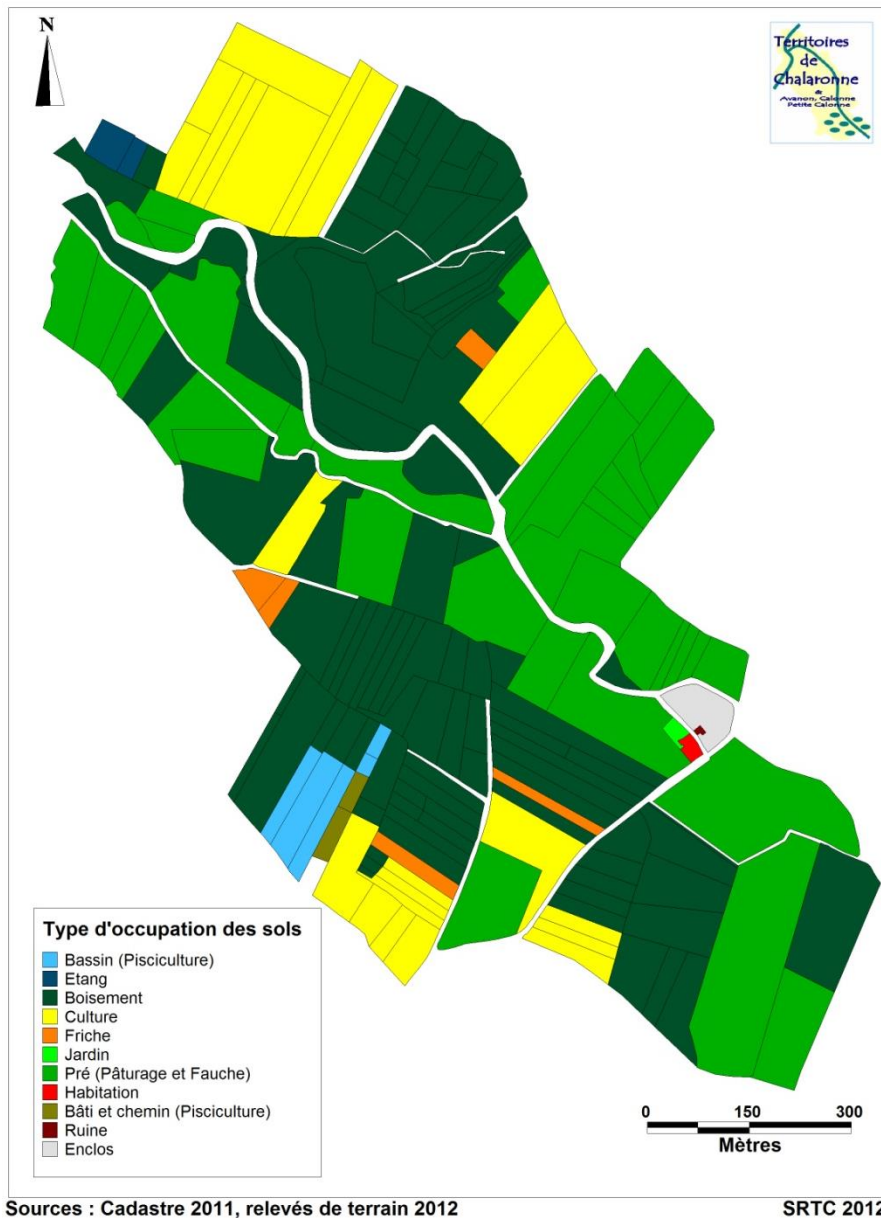 N
Territoires
de
Chalaronne
&
Avanon, Calonne
Petite Calonne
Type d'occupation des sols
Bassin (Pisciculture)
Etang
Boisement
Culture
Friche
Jardin
Pré (Pâturage et Fauche)
Habitation
Bâti et chemin (Pisciculture)
Ruine
Enclos
0 150 300
Mètres
Sources : Cadastre 2011, relevés de terrain 2012
SRTC 2012